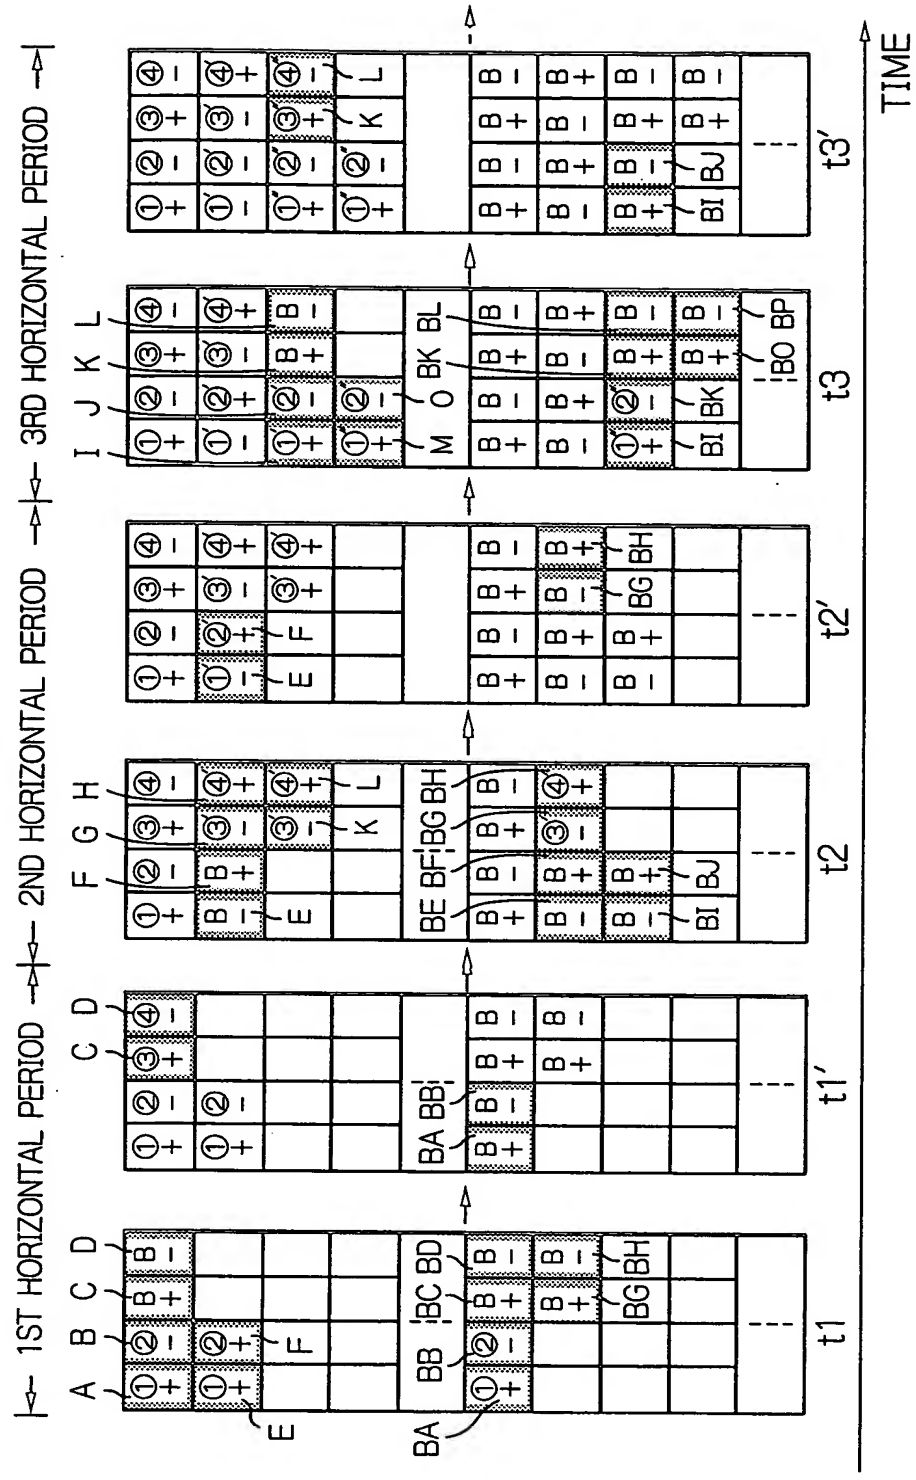 1ST HORIZONTAL PERIOD
2ND HORIZONTAL PERIOD
3RD HORIZONTAL PERIOD
A B C D
① ② B B
+ - + -
① ②
+ +
E F
BB BC BD
① ② B B
+ - + -
B B
+ -
BA BG BH
t1
C D
① ② ③ ④
+ - + -
① ②
+ -
BA BB
B B B B
+ - + -
B B
+ -
t1'
F G H
① ② ③ ④
+ - + -
B B ③' ④'
- + - +
③' ④'
- +
E K L
BE BF BG BH
B B B B
+ - + -
B B ③' ④'
- + - +
B B
- +
BI BJ
t2
① ② ③ ④
+ - + -
①' ②' ③' ④'
- + - +
③' ④'
+ +
E F
B B B B
+ - + -
B B B B
- + - +
B B
- +
BG BH
t2'
I J K L
① ② ③ ④
+ - + -
①' ②' ③' ④'
- + - +
①' ②' B B
+ - + -
①' ②'
+ -
M O BK BL
B B B B
+ - + -
B B B B
- + - +
①' ②' B B
+ - + -
B B
+ -
BI BK BO BP
t3
① ② ③ ④
+ - + -
①' ②' ③' ④'
- - - +
①' ②' ③' ④'
+ - + -
①' ②'
+ -
K L
B B B B
+ - + -
B B B B
- + - +
B B B B
+ - + -
B B
+ -
BI BJ
t3'
TIME